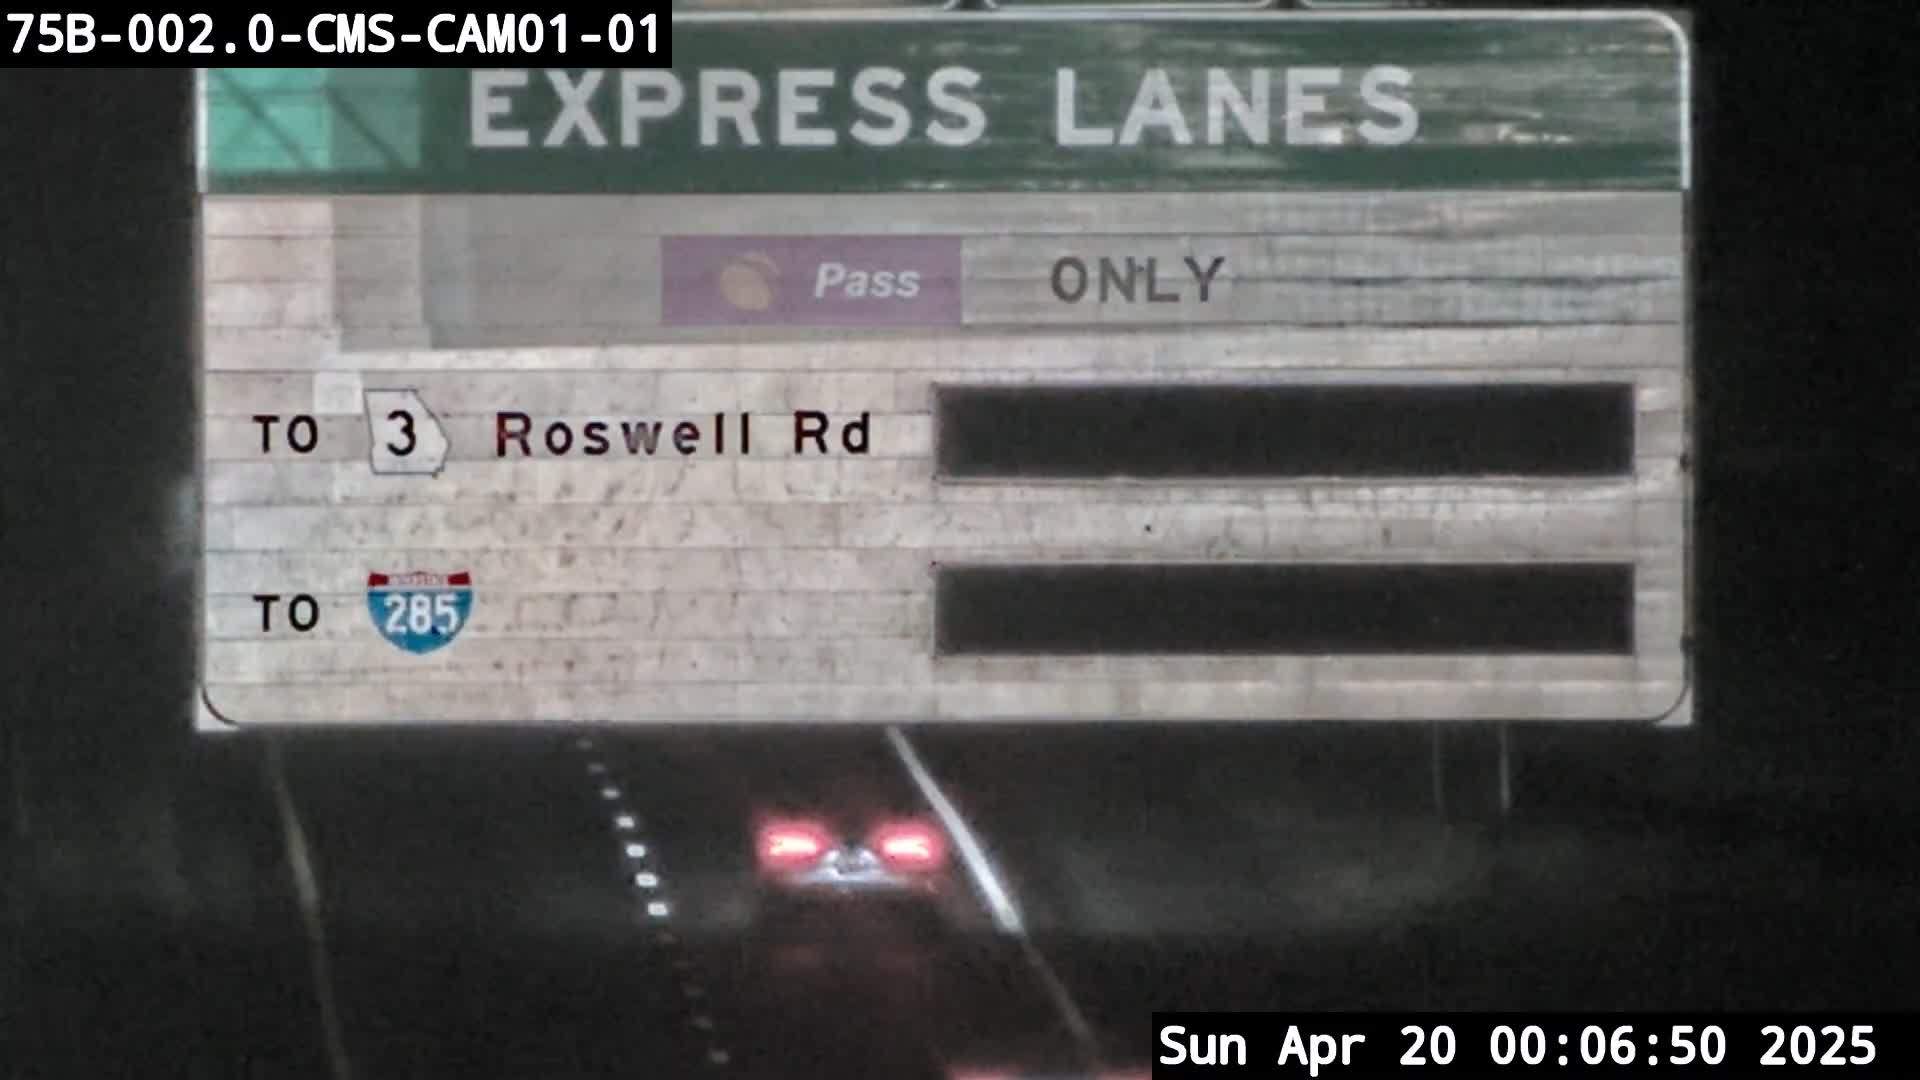 75B-002.0-CMS-CAM01-01
EXPRESS LANES
Pass ONLY
TO 3 Roswell Rd
TO 285
Sun Apr 20 00:06:50 2025